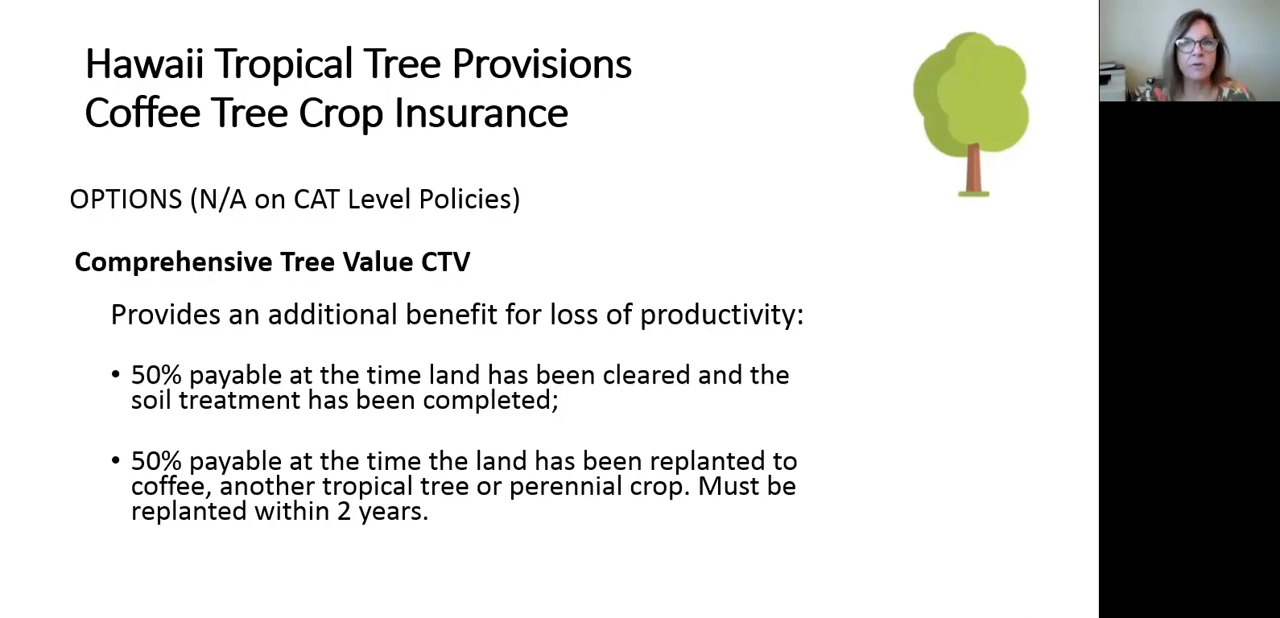 Hawaii Tropical Tree Provisions
Coffee Tree Crop Insurance
OPTIONS (N/A on CAT Level Policies)
Comprehensive Tree Value CTV
Provides an additional benefit for loss of productivity:
• 50% payable at the time land has been cleared and the
soil treatment has been completed;
• 50% payable at the time the land has been replanted to
coffee, another tropical tree or perennial crop. Must be
replanted within 2 years.